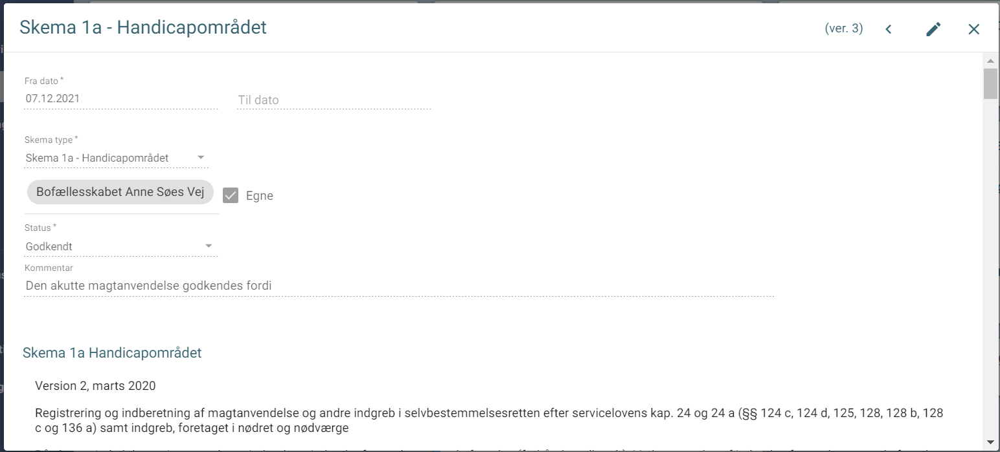 Skema 1a - Handicapområdet
(ver. 3)
Fra dato *
07.12.2021
Til dato
Skema type *
Skema 1a - Handicapområdet
Bofællesskabet Anne Søes Vej
Egne
Status *
Godkendt
Kommentar
Den akutte magtanvendelse godkendes fordi
Skema 1a Handicapområdet
Version 2, marts 2020
Registrering og indberetning af magtanvendelse og andre indgreb i selvbestemmelsesretten efter servicelovens kap. 24 og 24 a (§§ 124 c, 124 d, 125, 128, 128 b, 128
c og 136 a) samt indgreb, foretaget i nødret og nødværge